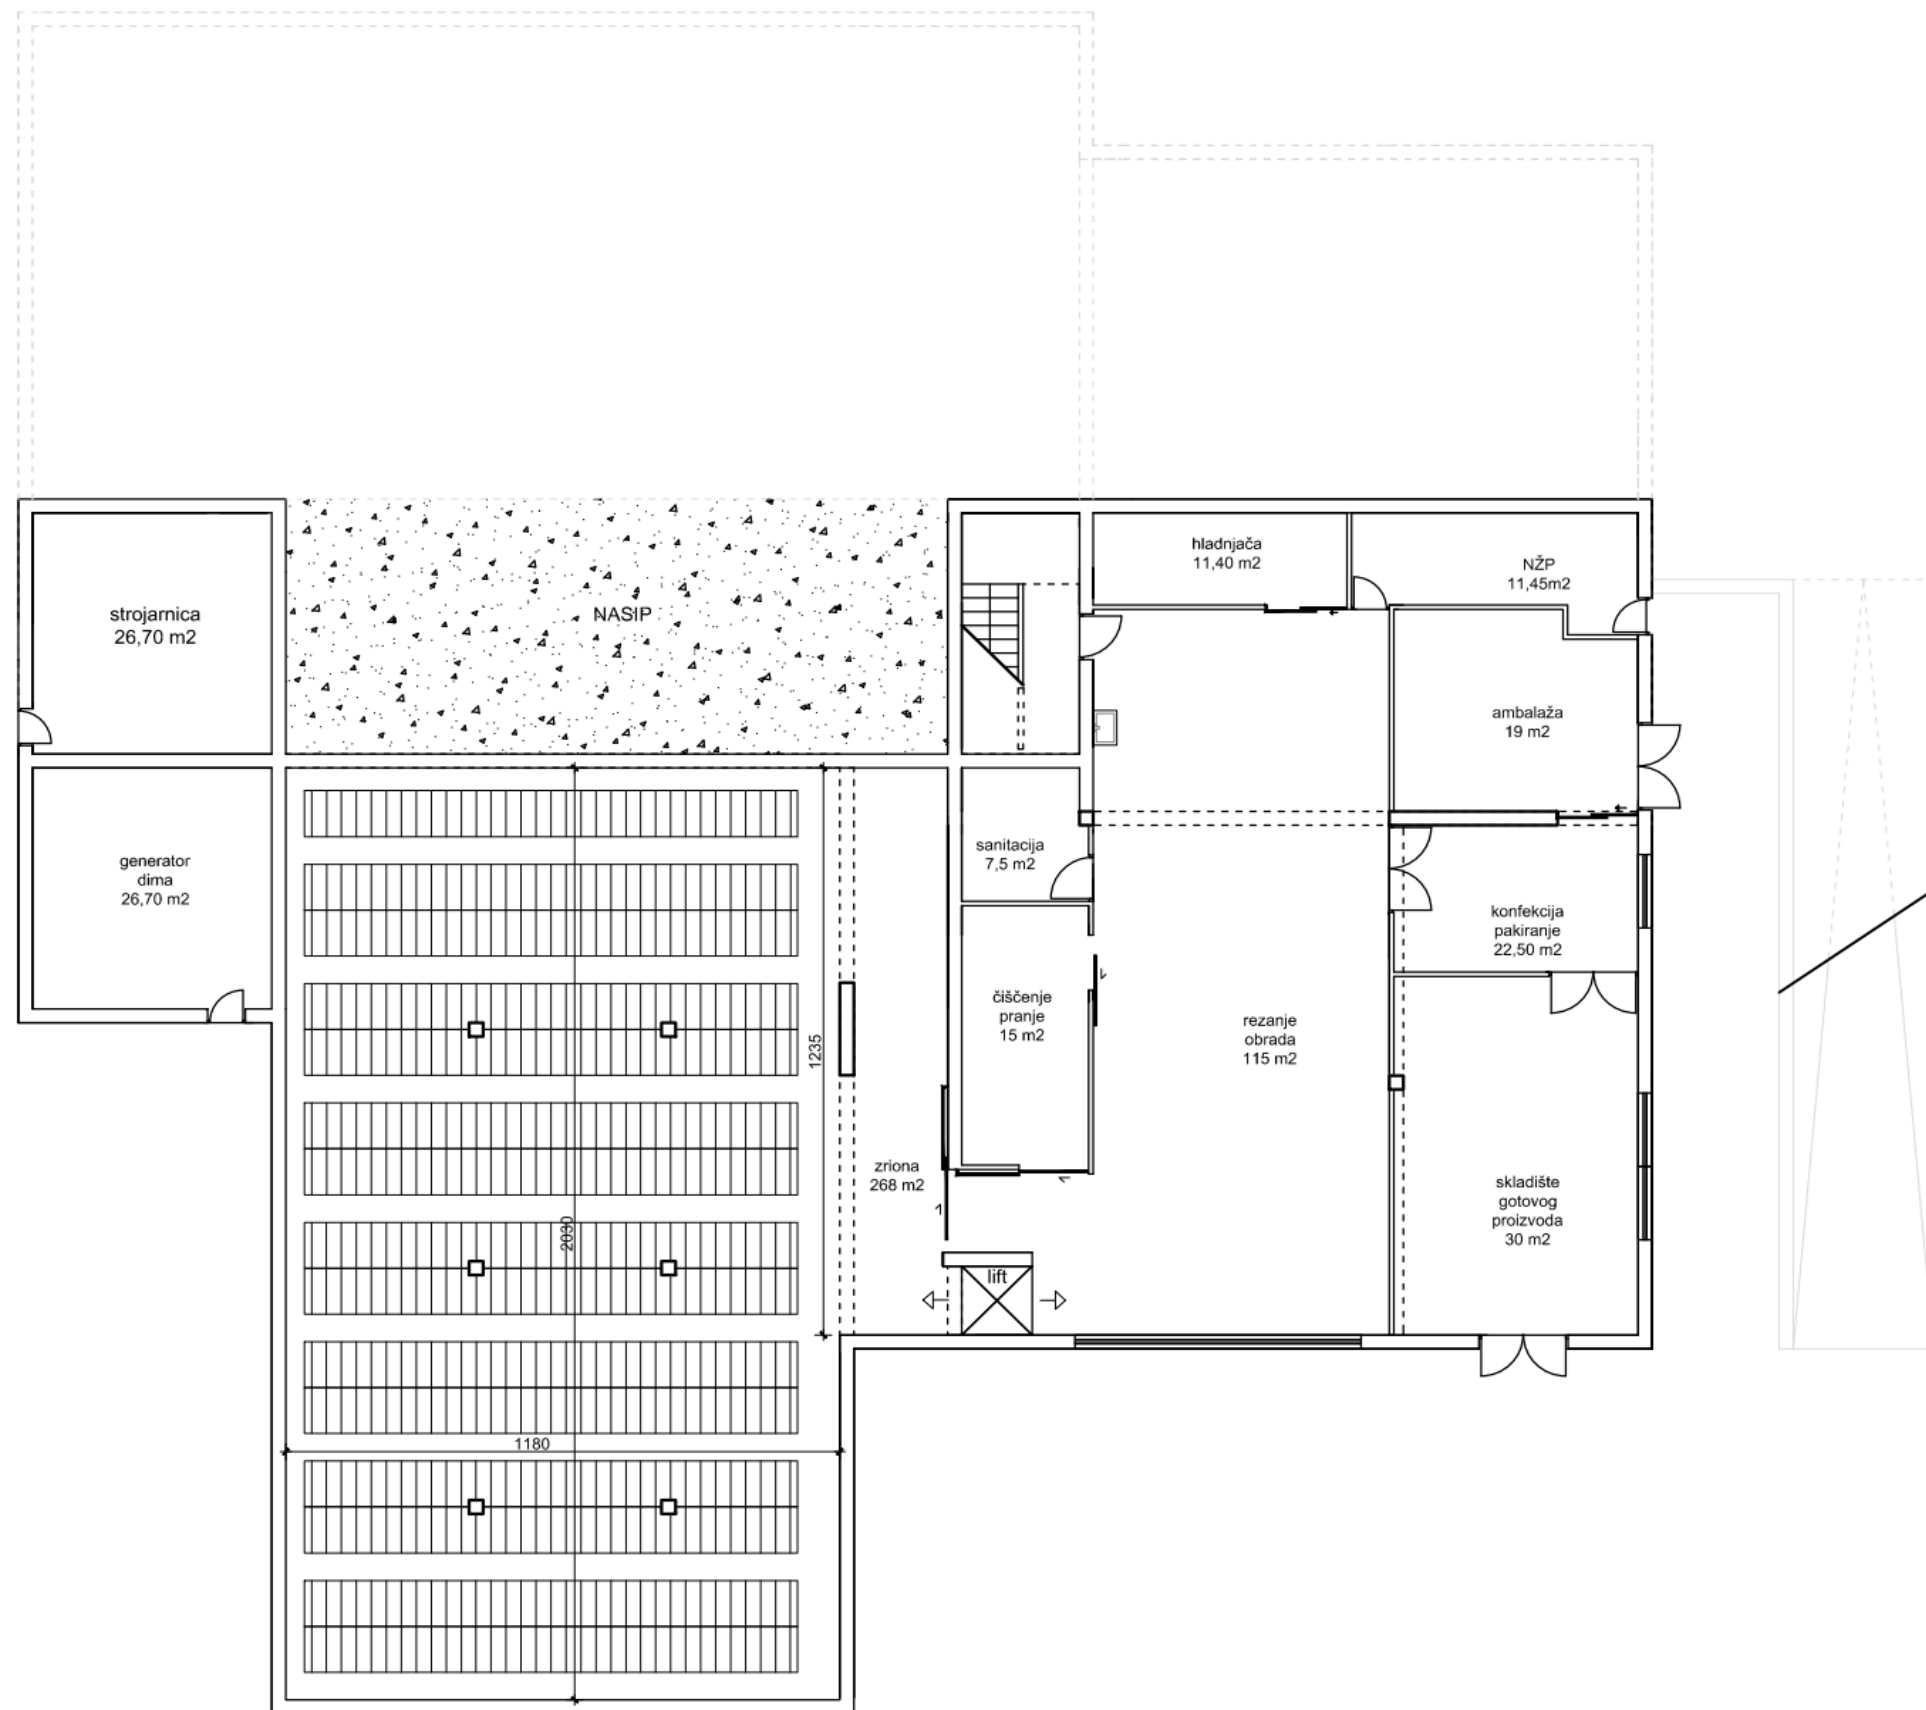 hladnjača
11,40 m2
NŽP
11,45m2
strojarnica
26,70 m2
NASIP
ambalaža
19 m2
generator
dima
26,70 m2
sanitacija
7,5 m2
konfekcija
pakiranje
22,50 m2
čiščenje
pranje
15 m2
rezanje
obrada
115 m2
1235
zriona
268 m2
skladište
gotovog
proizvoda
30 m2
2030
lift
1180